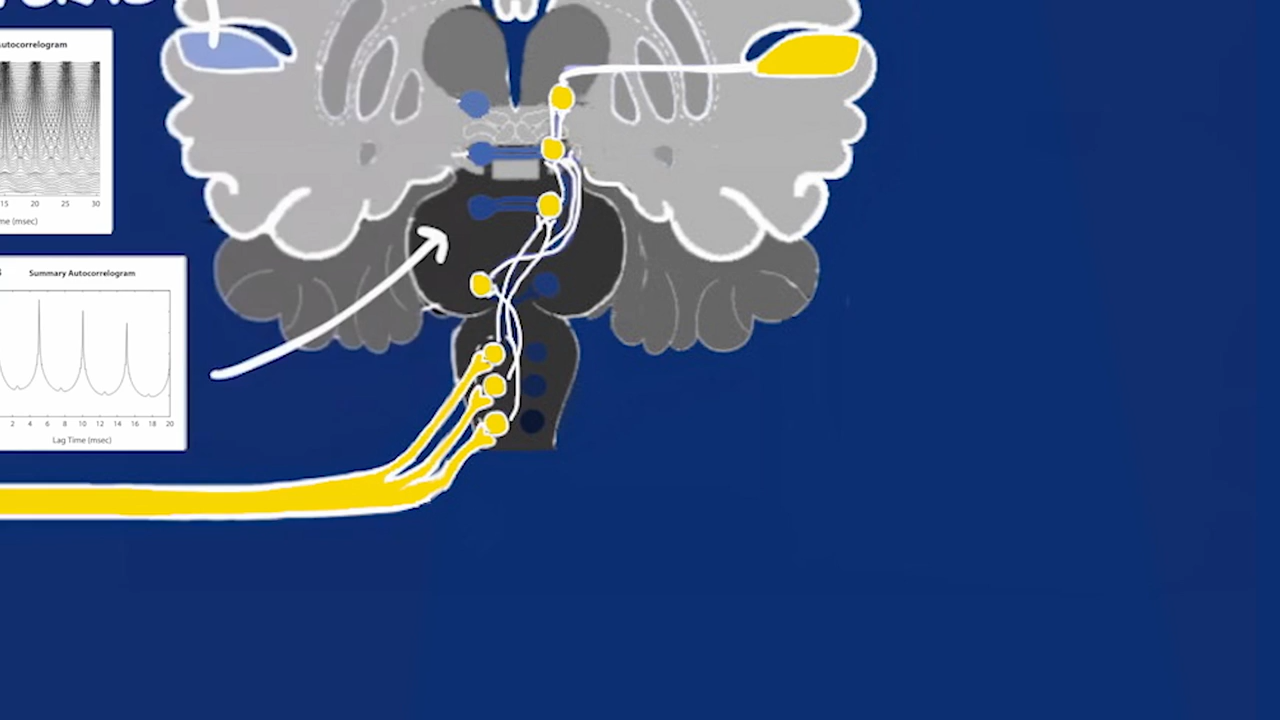 utocorrelogram
15 20 25 30
me (msec)
Summary Autocorrelogram
2 4 6 8 10 12 14 16 18 20
Lag Time (msec)